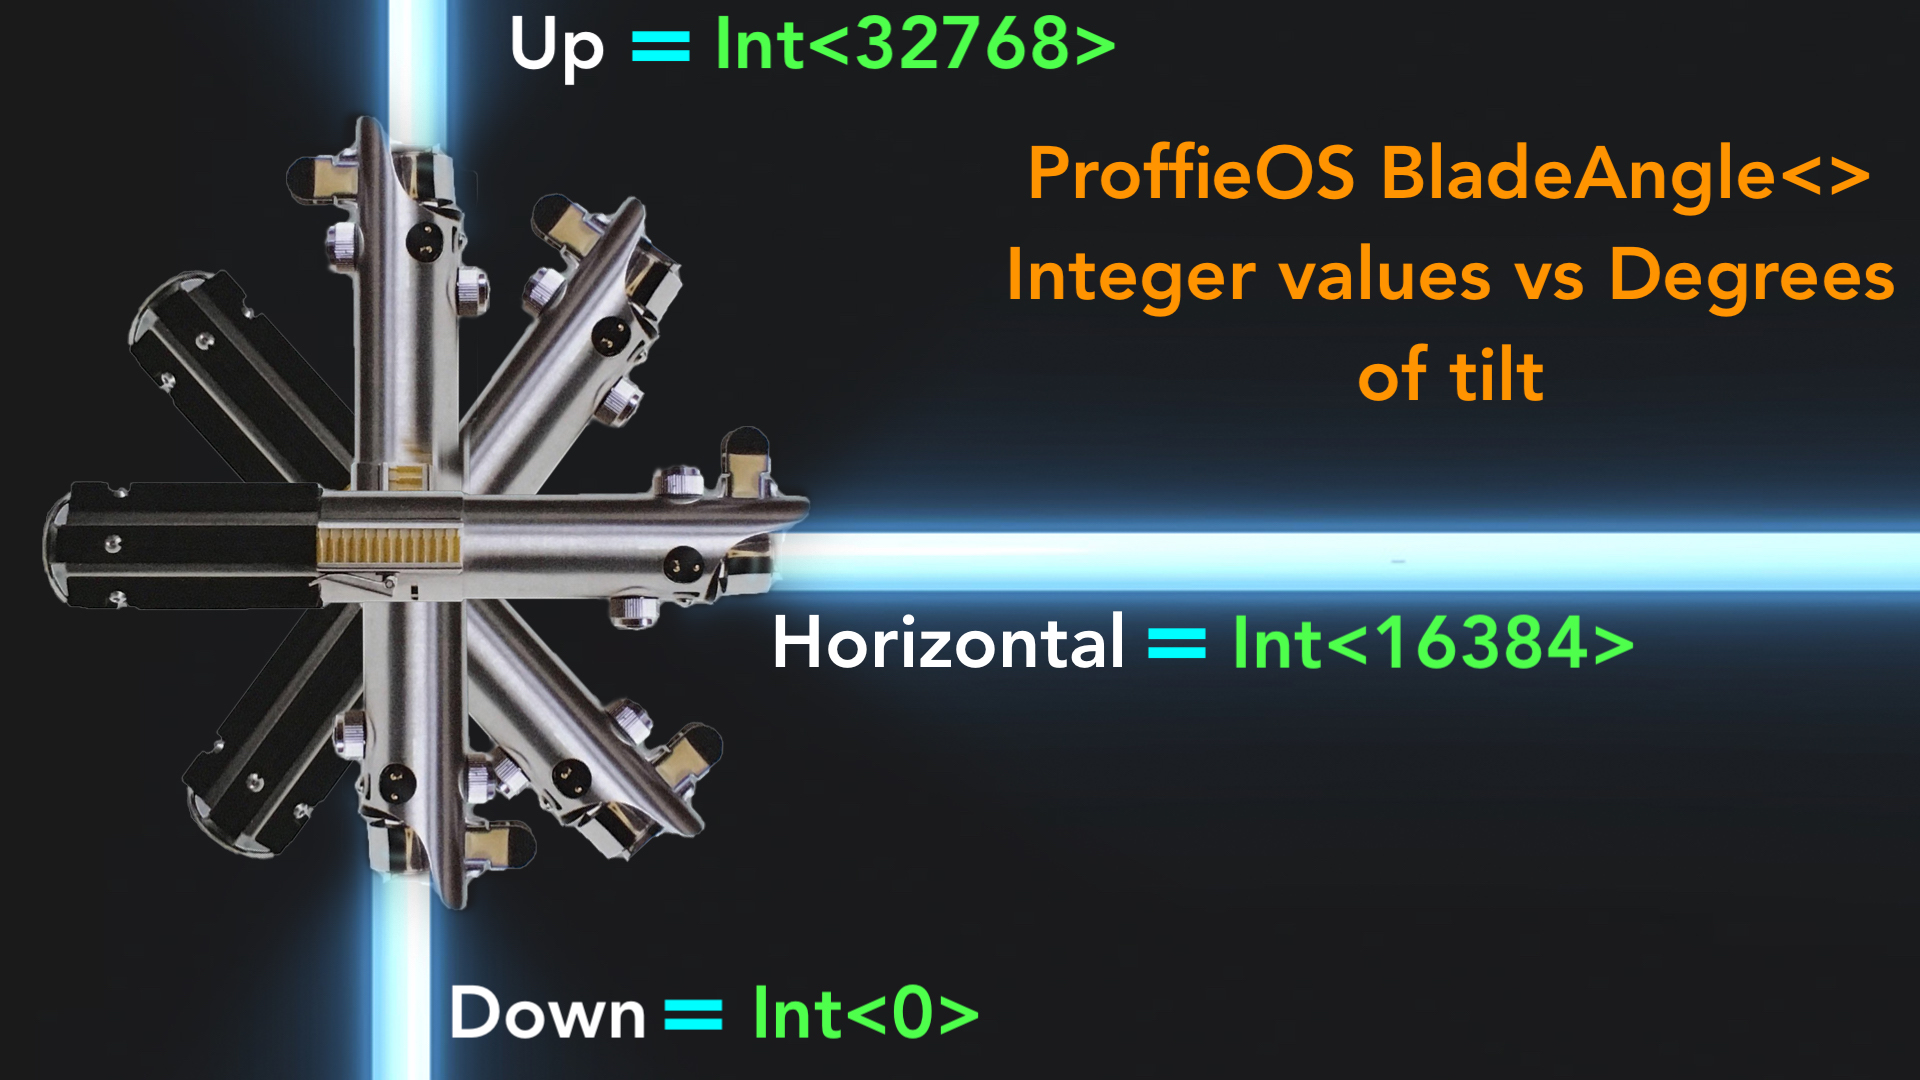 Up = Int<32768>
ProffieOS BladeAngle<>
Integer values vs Degrees
of tilt
Horizontal = Int<16384>
Down = Int<0>